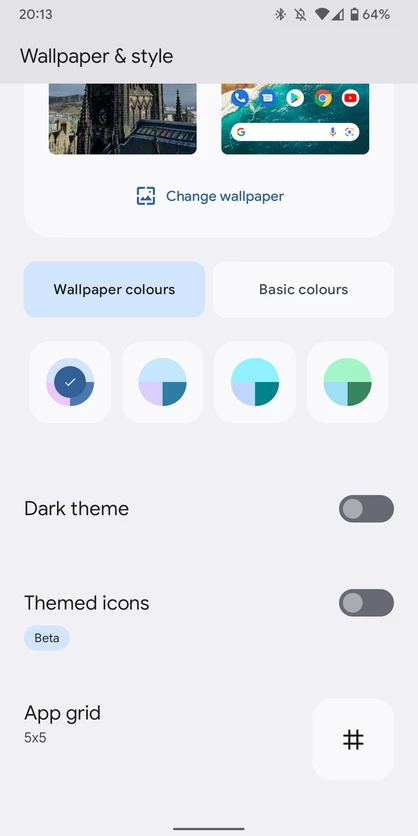 20:13
64%
Wallpaper & style
Change wallpaper
Wallpaper colours
Basic colours
Dark theme
Themed icons
Beta
App grid
5x5